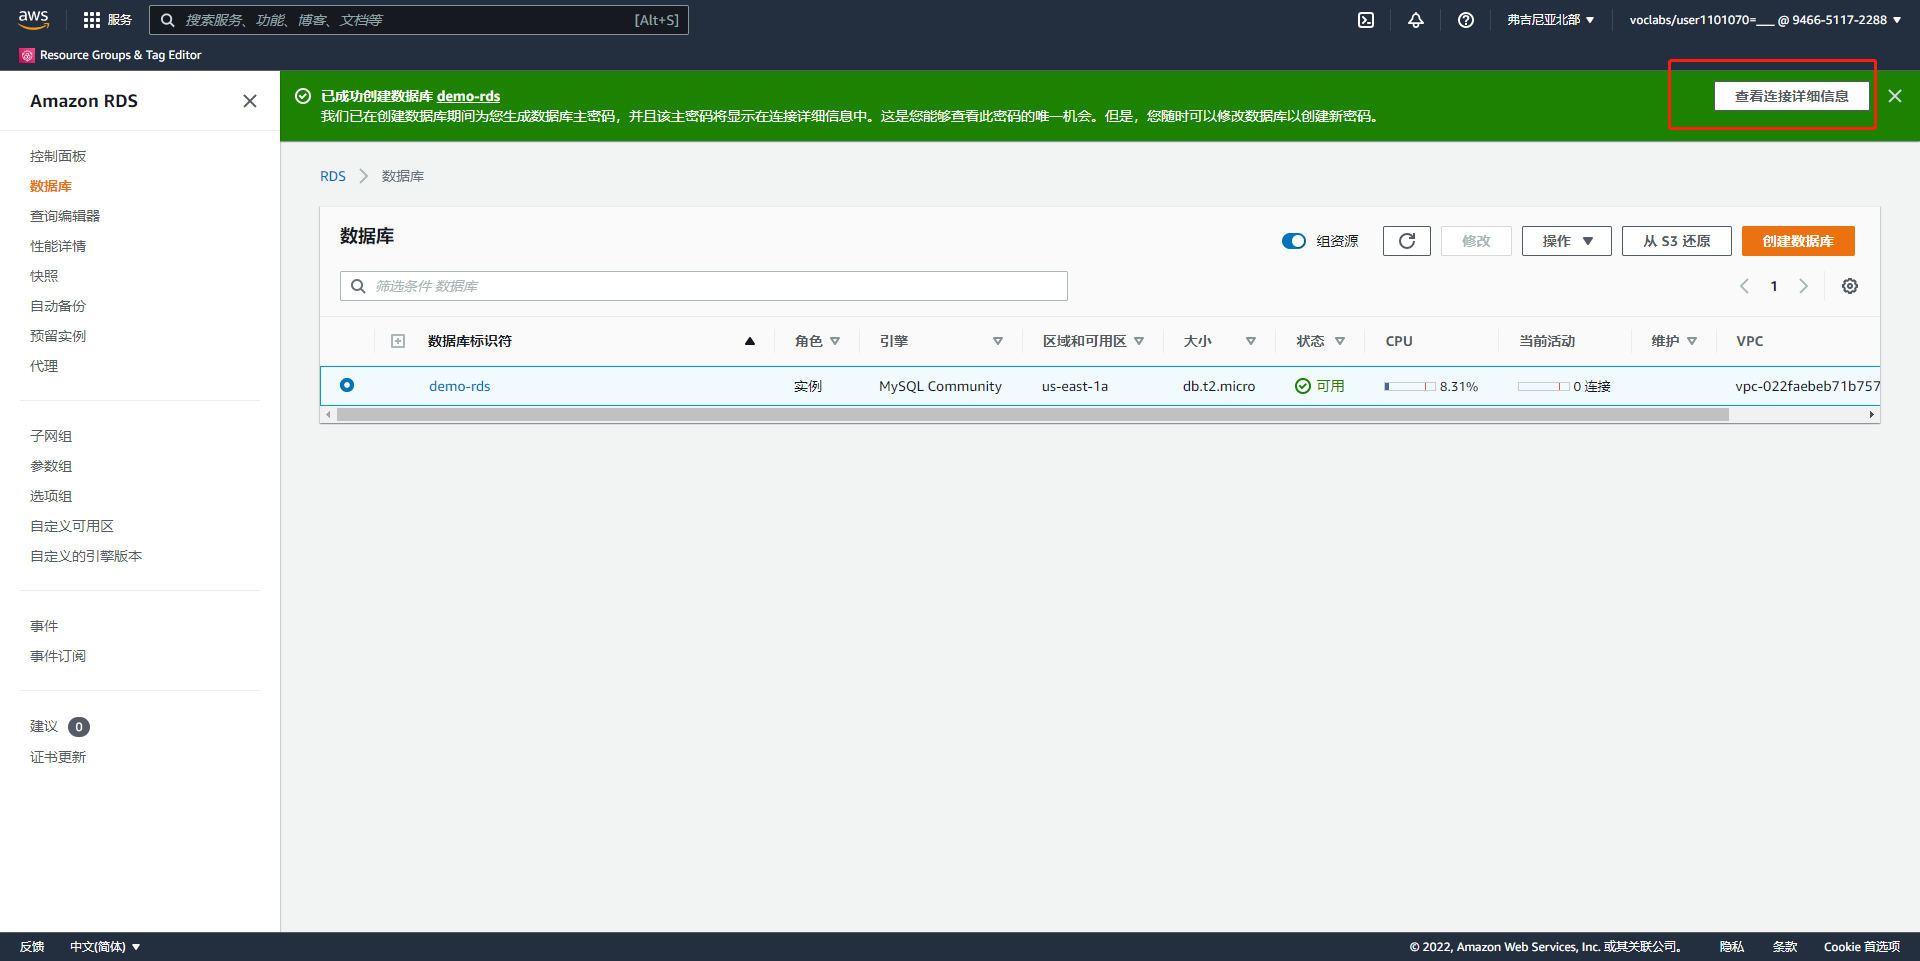 aws
服务
搜索服务、功能、博客、文档等
[Alt+S]
弗吉尼亚北部
voclabs/user1101070=___ @ 9466-5117-2288
Resource Groups & Tag Editor
Amazon RDS
控制面板
数据库
查询编辑器
性能详情
快照
自动备份
预留实例
代理
子网组
参数组
选项组
自定义可用区
自定义的引擎版本
事件
事件订阅
建议 0
证书更新
已成功创建数据库 demo-rds
我们已在创建数据库期间为您生成数据库主密码，并且该主密码将显示在连接详细信息中。这是您能够查看此密码的唯一机会。但是，您随时可以修改数据库以创建新密码。
查看连接详细信息
RDS 数据库
数据库
组资源
修改
操作
从 S3 还原
创建数据库
筛选条件 数据库
1
数据库标识符 角色 引擎 区域和可用区 大小 状态 CPU 当前活动 维护 VPC
demo-rds 实例 MySQL Community us-east-1a db.t2.micro 可用 8.31% 0 连接 vpc-022faebeb71b757
反馈
中文(简体)
© 2022, Amazon Web Services, Inc. 或其关联公司。
隐私
条款
Cookie 首选项